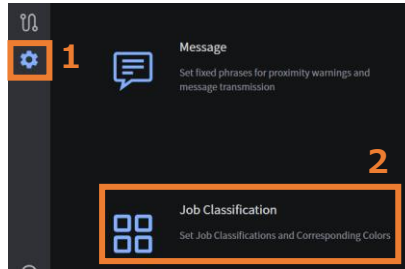 1
Message
Set fixed phrases for proximity warnings and
message transmission
2
Job Classification
Set Job Classifications and Corresponding Colors